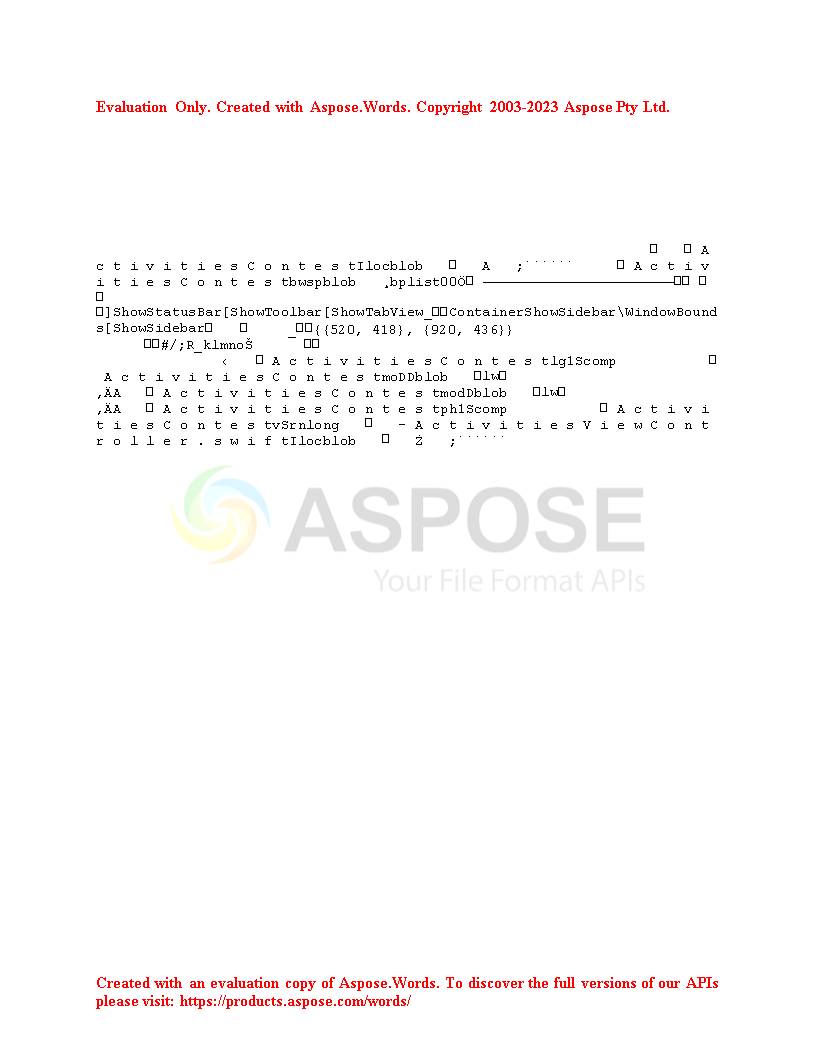 Evaluation Only. Created with Aspose.Words. Copyright 2003-2023 Aspose Pty Ltd.
□ □ A
c t i v i t i e s C o n t e s tIlocblob □ A ;˙˙˙˙˙˙ □ A c t i v
i t i e s C o n t e s tbwspblob ¸bplist00Ö□ ————————————————————————□□ □
□
□]ShowStatusBar[ShowToolbar[ShowTabView_□□ContainerShowSidebar\WindowBound
s[ShowSidebar□ □ _□□{{520, 418}, {920, 436}}
□□#/;R_klmnoŠ □□
‹ □ A c t i v i t i e s C o n t e s tlg1Scomp □
A c t i v i t i e s C o n t e s tmoDDblob □lW□
‚ÄA □ A c t i v i t i e s C o n t e s tmodDblob □lW□
‚ÄA □ A c t i v i t i e s C o n t e s tph1Scomp □ A c t i v i
t i e s C o n t e s tvSrnlong □ - A c t i v i t i e s V i e w C o n t
r o l l e r . s w i f tIlocblob □ Ż ;˙˙˙˙˙˙
ASPOSE
Your File Format APIs
Created with an evaluation copy of Aspose.Words. To discover the full versions of our APIs
please visit: https://products.aspose.com/words/